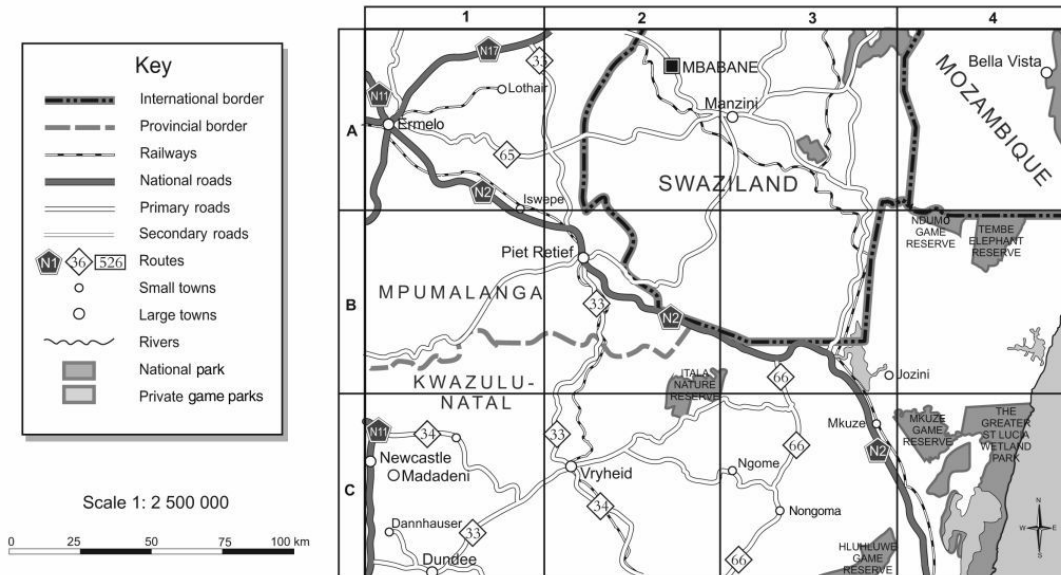 Key
International border
Provincial border
Railways
National roads
Primary roads
Secondary roads
N1 36 526 Routes
Small towns
Large towns
Rivers
National park
Private game parks
Scale 1: 2 500 000
0 25 50 75 100 km
1 2 3 4
A
B
C
N17
33
N11
Lothair
Ermelo
65
N2
Iswepe
MBABANE
Manzini
SWAZILAND
Bella Vista
MOZAMBIQUE
Piet Retief
MPUMALANGA
33
N2
NDUMU
GAME
RESERVE
TEMBE
ELEPHANT
RESERVE
KWAZULU-
NATAL
ITALA
NATURE
RESERVE
66
Jozini
N11
34
Newcastle
Madadeni
Dannhauser
33
Dundee
33
Vryheid
34
Ngome
66
Nongoma
66
Mkuze
N2
MKUZE
GAME
RESERVE
THE
GREATER
ST LUCIA
WETLAND
PARK
HLUHLUWE
GAME
RESERVE
N
W E
S